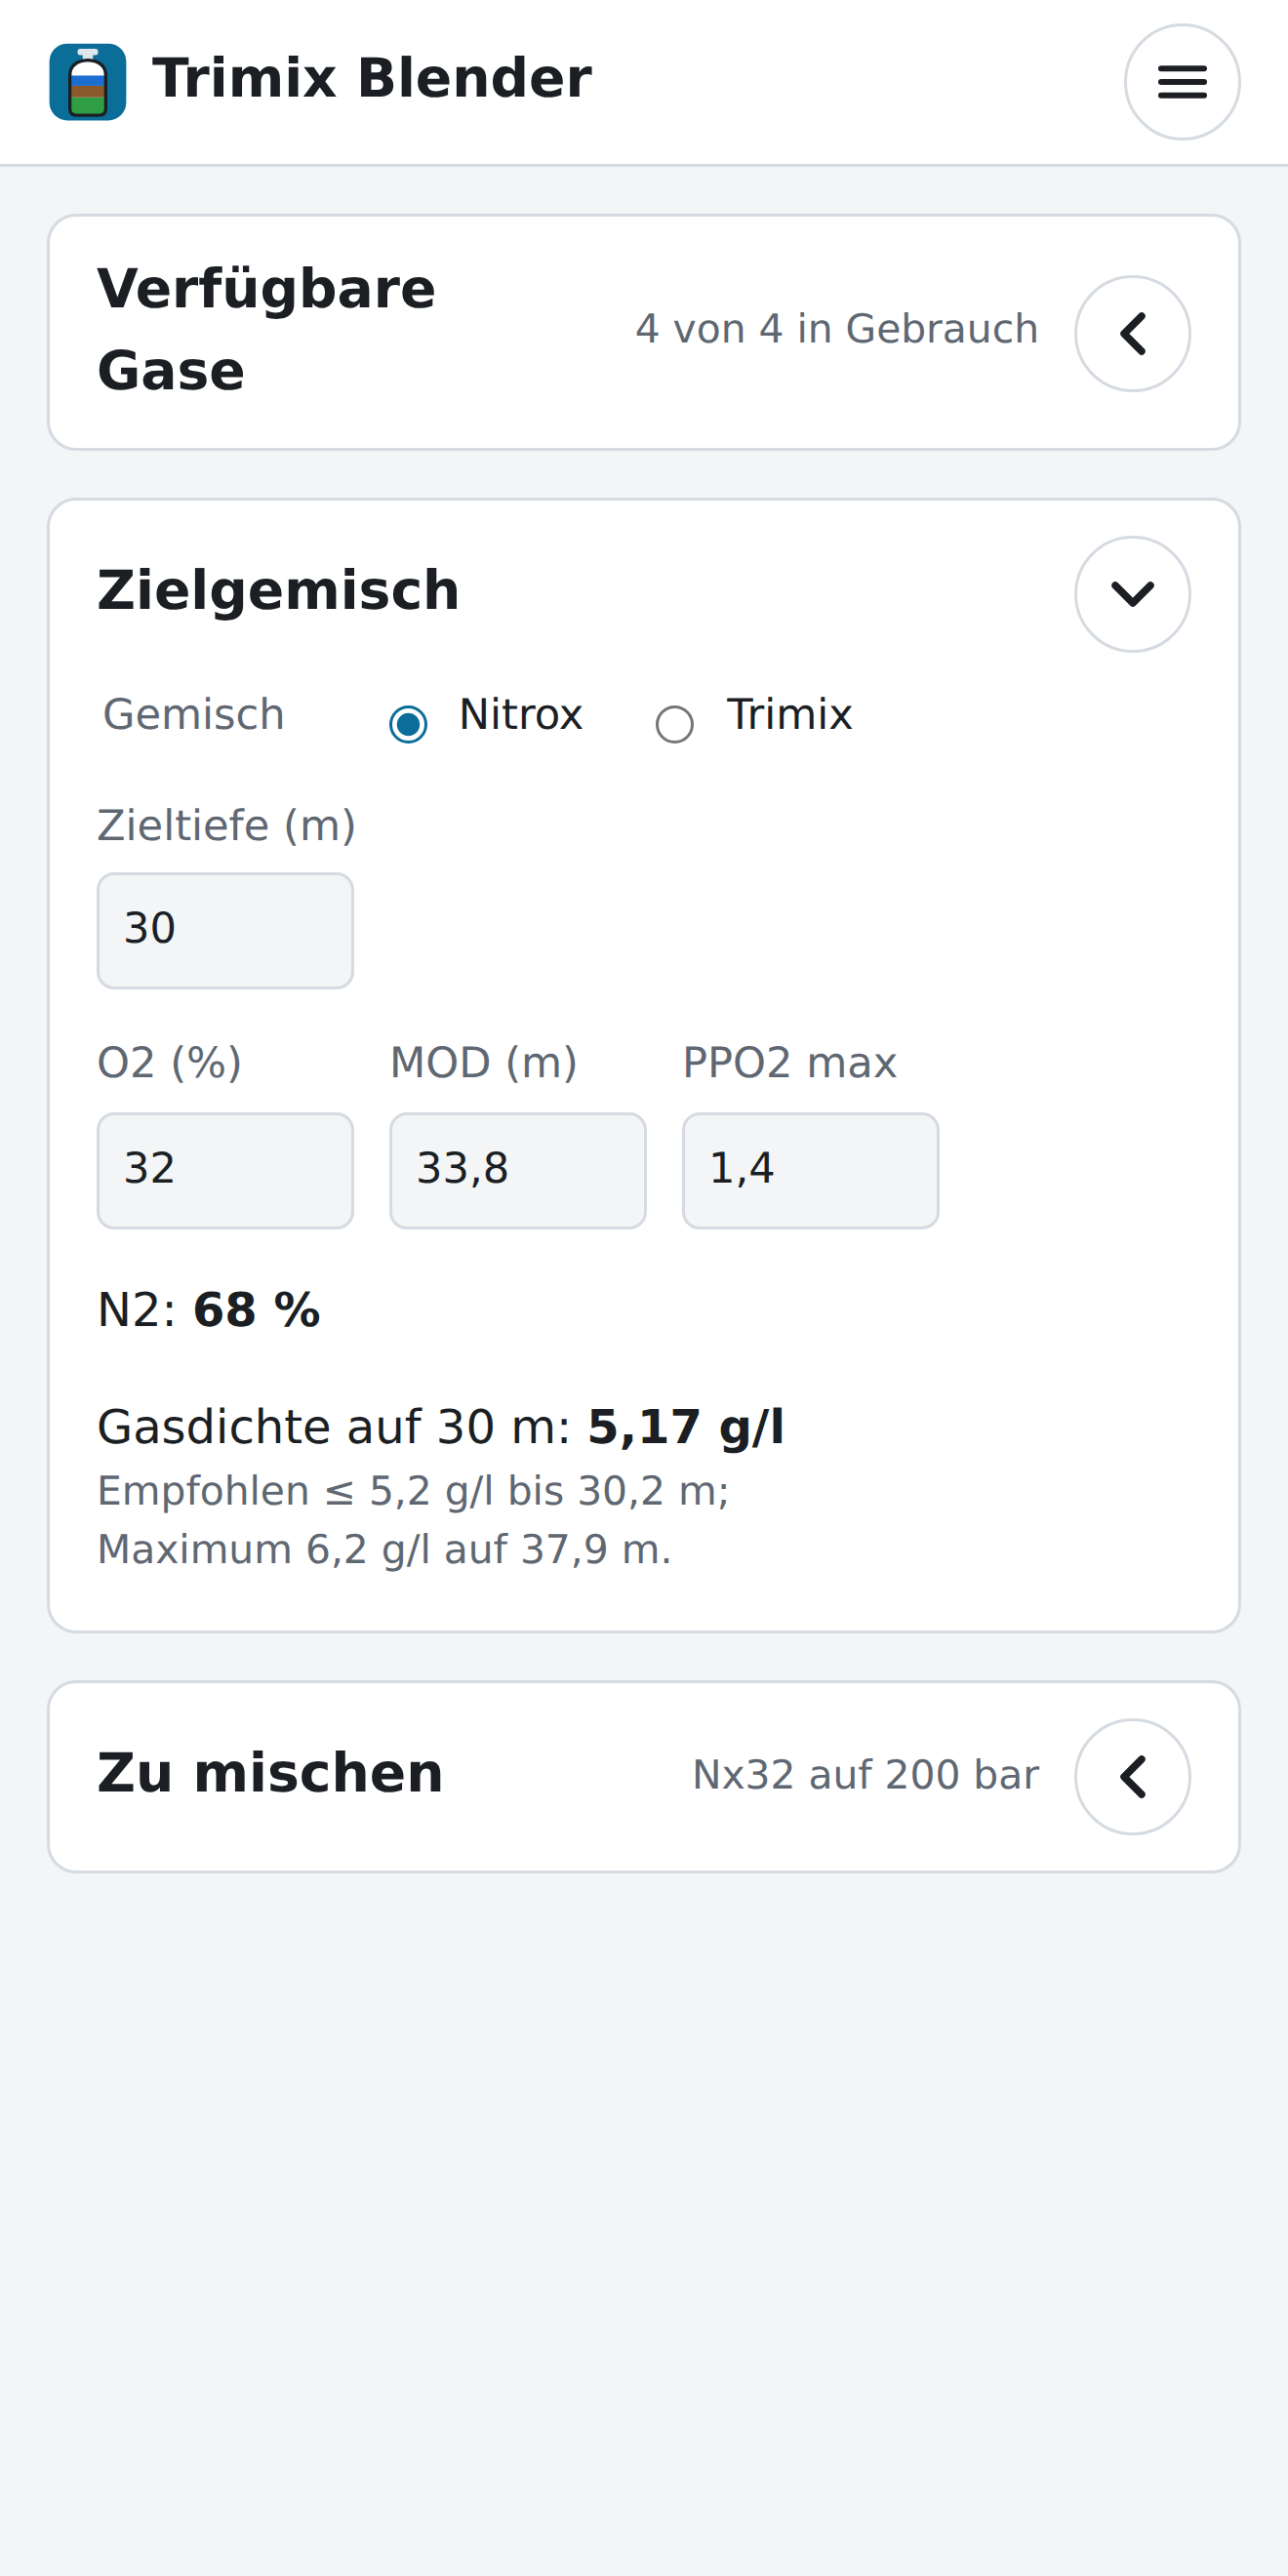 Trimix Blender
Verfügbare
Gase
4 von 4 in Gebrauch
Zielgemisch
Gemisch Nitrox Trimix
Zieltiefe (m)
30
O2 (%) MOD (m) PPO2 max
32 33,8 1,4
N2: 68 %
Gasdichte auf 30 m: 5,17 g/l
Empfohlen ≤ 5,2 g/l bis 30,2 m;
Maximum 6,2 g/l auf 37,9 m.
Zu mischen Nx32 auf 200 bar